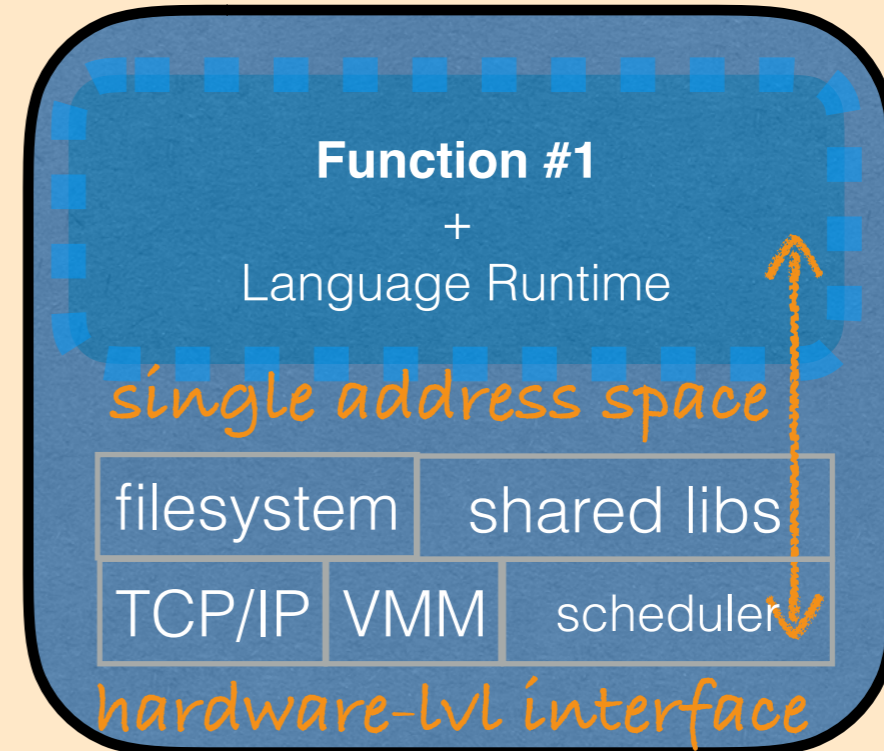 Function #1
+
Language Runtime
single address space
filesystem shared libs
TCP/IP VMM scheduler
hardware-lvl interface